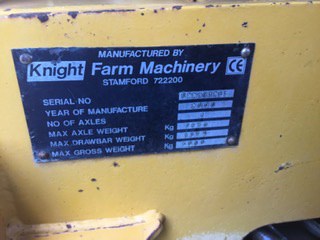 MANUFACTURED BY
Knight Farm Machinery CE
STAMFORD 722200
SERIAL NO
YEAR OF MANUFACTURE
NO OF AXLES
MAX AXLE WEIGHT Kg
MAX DRAWBAR WEIGHT Kg
MAX GROSS WEIGHT Kg